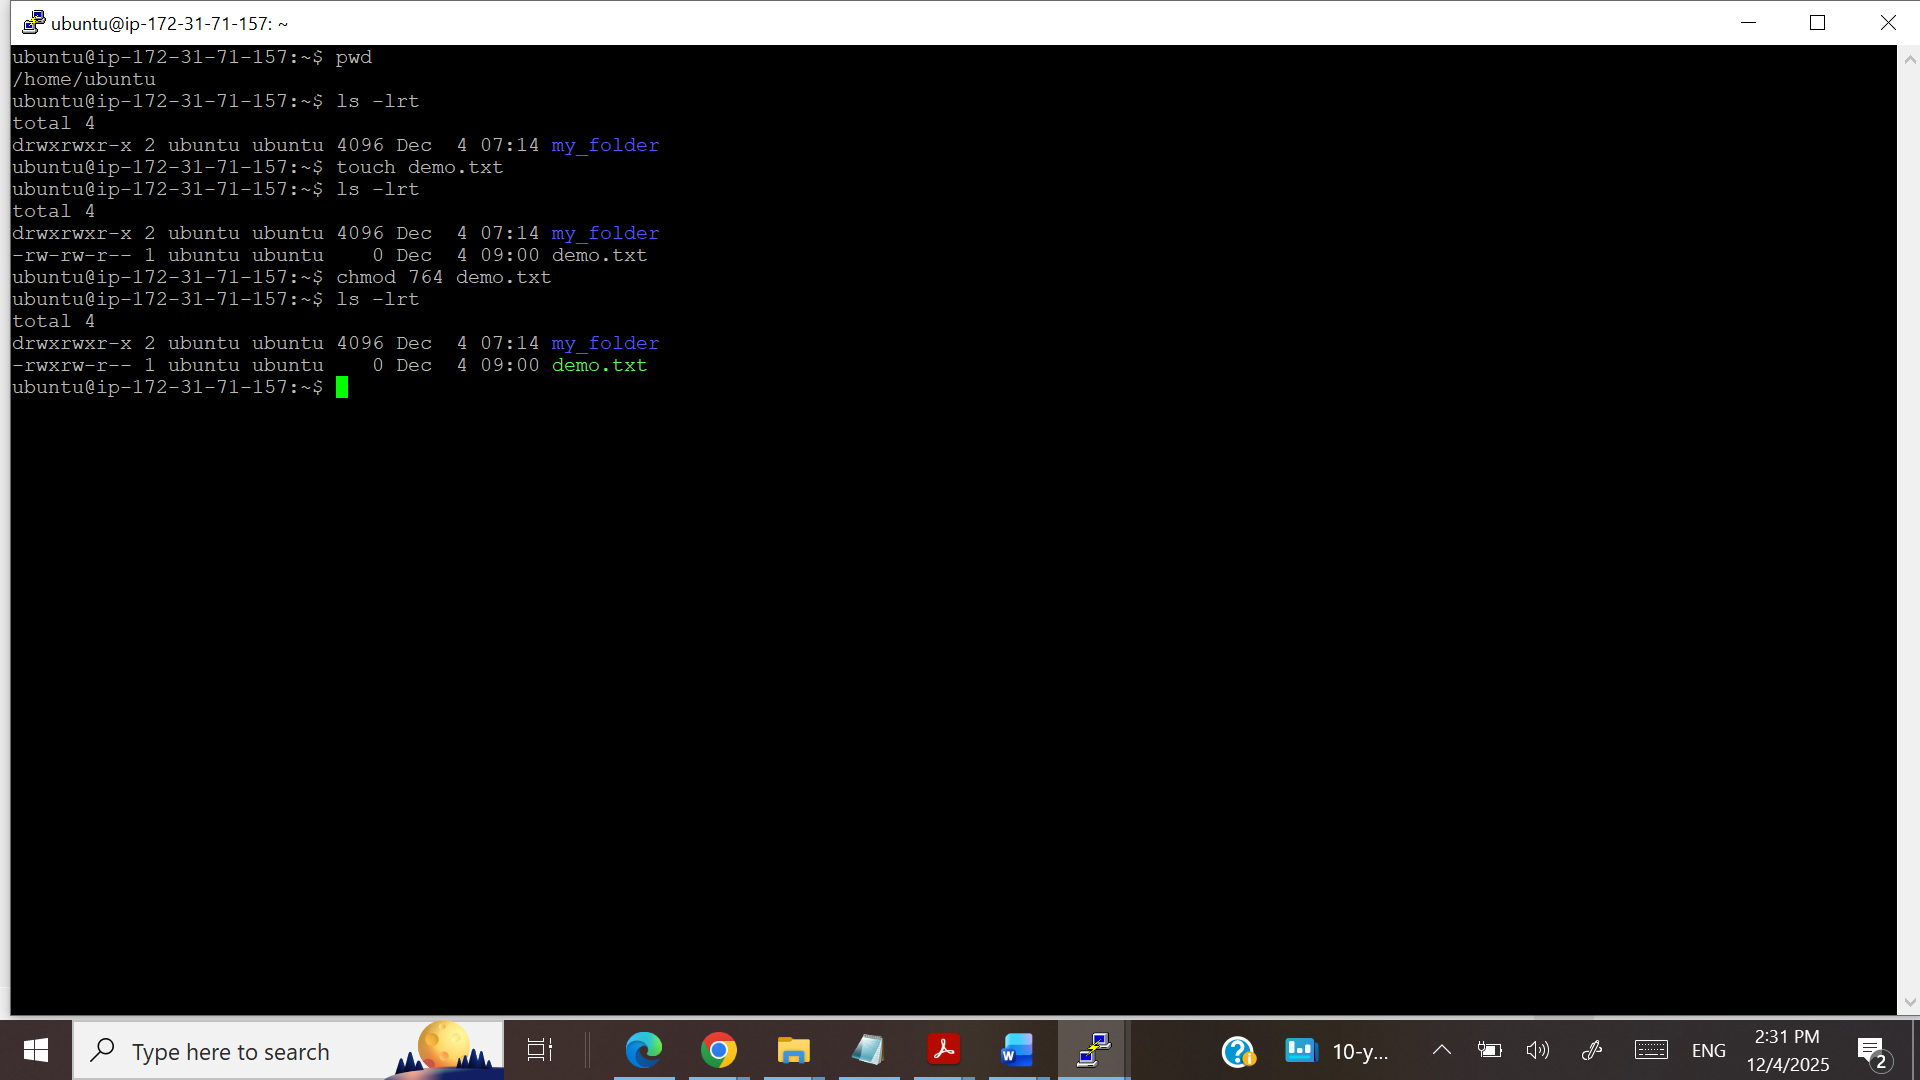 ubuntu@ip-172-31-71-157: ~
ubuntu@ip-172-31-71-157:~$ pwd
/home/ubuntu
ubuntu@ip-172-31-71-157:~$ ls -lrt
total 4
drwxrwxr-x 2 ubuntu ubuntu 4096 Dec  4 07:14 my_folder
ubuntu@ip-172-31-71-157:~$ touch demo.txt
ubuntu@ip-172-31-71-157:~$ ls -lrt
total 4
drwxrwxr-x 2 ubuntu ubuntu 4096 Dec  4 07:14 my_folder
-rw-rw-r-- 1 ubuntu ubuntu    0 Dec  4 09:00 demo.txt
ubuntu@ip-172-31-71-157:~$ chmod 764 demo.txt
ubuntu@ip-172-31-71-157:~$ ls -lrt
total 4
drwxrwxr-x 2 ubuntu ubuntu 4096 Dec  4 07:14 my_folder
-rwxrw-r-- 1 ubuntu ubuntu    0 Dec  4 09:00 demo.txt
ubuntu@ip-172-31-71-157:~$
Type here to search
10-y...
ENG
2:31 PM
12/4/2025
2